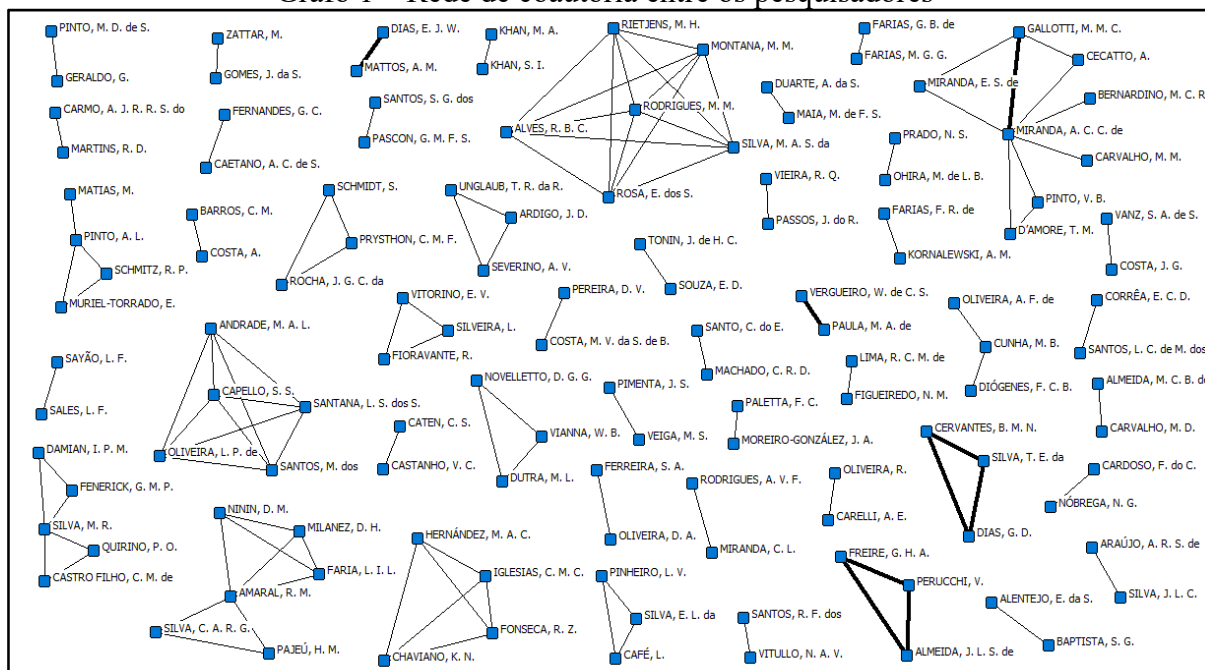 Grafo 1 – Rede de coautoria entre os pesquisadores
PINTO, M. D. de S.
GERALDO, G.
ZATTAR, M.
GOMES, J. da S.
DIAS, E. J. W.
MATTOS, A. M.
KHAN, M. A.
KHAN, S. I.
RIETJENS, M. H.
MONTANA, M. M.
RODRIGUES, M. M.
ALVES, R. B. C.
SILVA, M. A. S. da
ROSA, E. dos S.
FARIAS, G. B. de
FARIAS, M. G. G.
GALLOTTI, M. M. C.
CECATTO, A.
MIRANDA, E. S. de
BERNARDINO, M. C. R
MIRANDA, A. C. C. de
CARVALHO, M. M.
PINTO, V. B.
D'AMORE, T. M.
CARMO, A. J. R. R. S. do
MARTINS, R. D.
FERNANDES, G. C.
CAETANO, A. C. de S.
SANTOS, S. G. dos
PASCON, G. M. F. S.
DUARTE, A. da S.
MAIA, M. de F. S.
PRADO, N. S.
OHIRA, M. de L. B.
VIEIRA, R. Q.
PASSOS, J. do R.
FARIAS, F. R. de
KORNALEWSKI, A. M.
VANZ, S. A. de S.
COSTA, J. G.
MATIAS, M.
PINTO, A. L.
SCHMITZ, R. P.
MURIEL-TORRADO, E.
BARROS, C. M.
COSTA, A.
SCHMIDT, S.
PRYSTHON, C. M. F.
ROCHA, J. G. C. da
UNGLAUB, T. R. da R.
ARDIGO, J. D.
SEVERINO, A. V.
TONIN, J. de H. C.
SOUZA, E. D.
VITORINO, E. V.
SILVEIRA, L.
FIORAVANTE, R.
PEREIRA, D. V.
COSTA, M. V. da S. de B.
VERGUEIRO, W. de C. S.
PAULA, M. A. de
OLIVEIRA, A. F. de
CUNHA, M. B.
DIÓGENES, F. C. B.
CORRÊA, E. C. D.
SANTOS, L. C. de M. dos
ANDRADE, M. A. L.
CAPELLO, S. S.
SANTANA, L. S. dos S.
OLIVEIRA, L. P. de
SANTOS, M. dos
SAYÃO, L. F.
SALES, L. F.
SANTO, C. do E.
MACHADO, C. R. D.
LIMA, R. C. M. de
FIGUEIREDO, N. M.
NOVELLETTO, D. G. G.
VIANNA, W. B.
DUTRA, M. L.
PIMENTA, J. S.
VEIGA, M. S.
PALETTA, F. C.
MOREIRO-GONZÁLEZ, J. A.
ALMEIDA, M. C. B. de
CARVALHO, M. D.
CATEN, C. S.
CASTANHO, V. C.
CERVANTES, B. M. N.
SILVA, T. E. da
DIAS, G. D.
CARDOSO, F. do C.
NÓBREGA, N. G.
DAMIAN, I. P. M.
FENERICK, G. M. P.
SILVA, M. R.
QUIRINO, P. O.
CASTRO FILHO, C. M. de
FERREIRA, S. A.
OLIVEIRA, D. A.
RODRIGUES, A. V. F.
MIRANDA, C. L.
OLIVEIRA, R.
CARELLI, A. E.
NININ, D. M.
MILANEZ, D. H.
FARIA, L. I. L.
AMARAL, R. M.
SILVA, C. A. R. G.
PAJEÚ, H. M.
HERNÁNDEZ, M. A. C.
IGLESIAS, C. M. C.
FONSECA, R. Z.
CHAVIANO, K. N.
PINHEIRO, L. V.
SILVA, E. L. da
CAFÉ, L.
SANTOS, R. F. dos
VITULLO, N. A. V.
FREIRE, G. H. A.
PERUCCHI, V.
ALMEIDA, J. L. S. de
ARAÚJO, A. R. S. de
SILVA, J. L. C.
ALENTEJO, E. da S.
BAPTISTA, S. G.